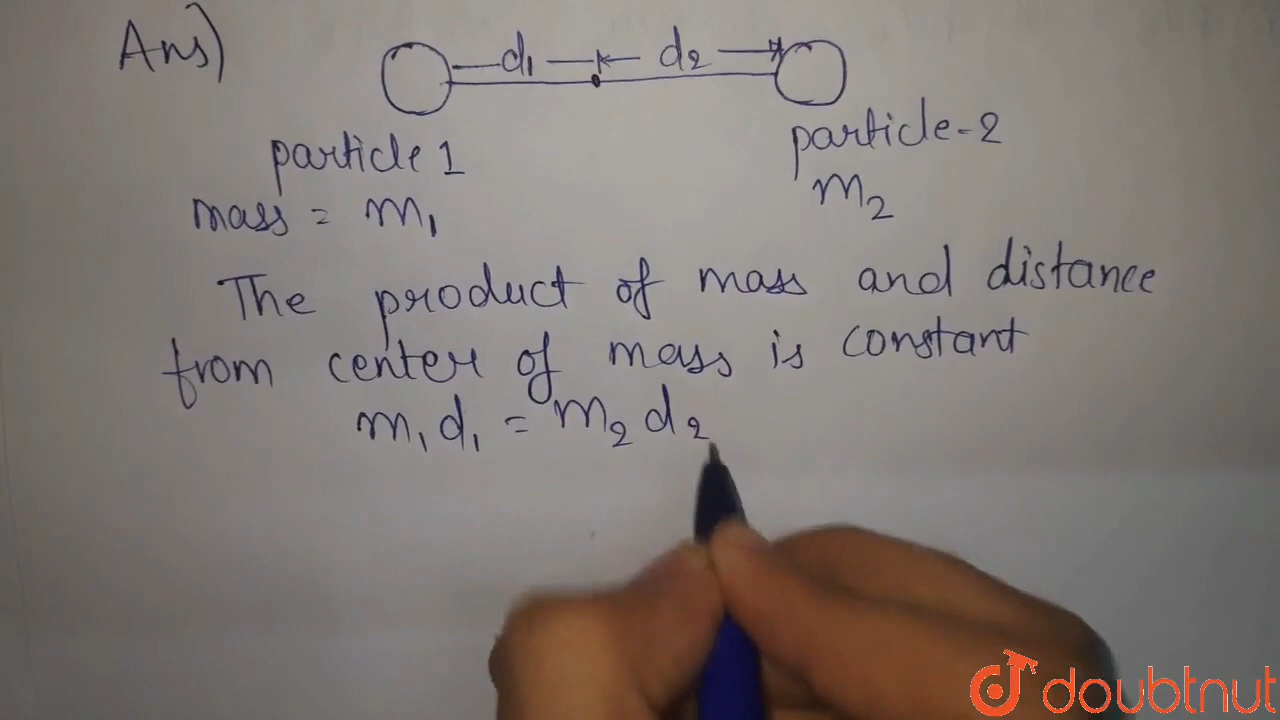 Ans)
d₁ d₂
particle 1 particle-2
mass = m₁ m₂
The product of mass and distance
from center of mass is constant
m₁d₁ = m₂d₂
doubtnut